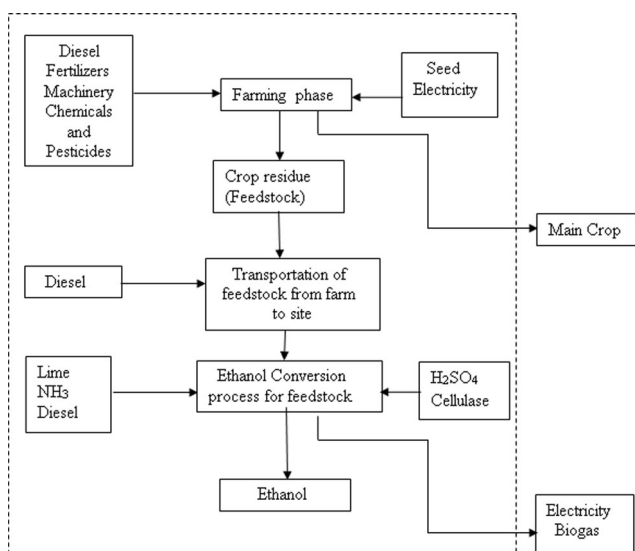 Diesel
Fertilizers
Machinery
Chemicals
and
Pesticides
Farming phase
Seed
Electricity
Crop residue
(Feedstock)
Main Crop
Diesel
Transportation of
feedstock from farm
to site
Lime
NH3
Diesel
Ethanol Conversion
process for feedstock
H2SO4
Cellulase
Ethanol
Electricity
Biogas